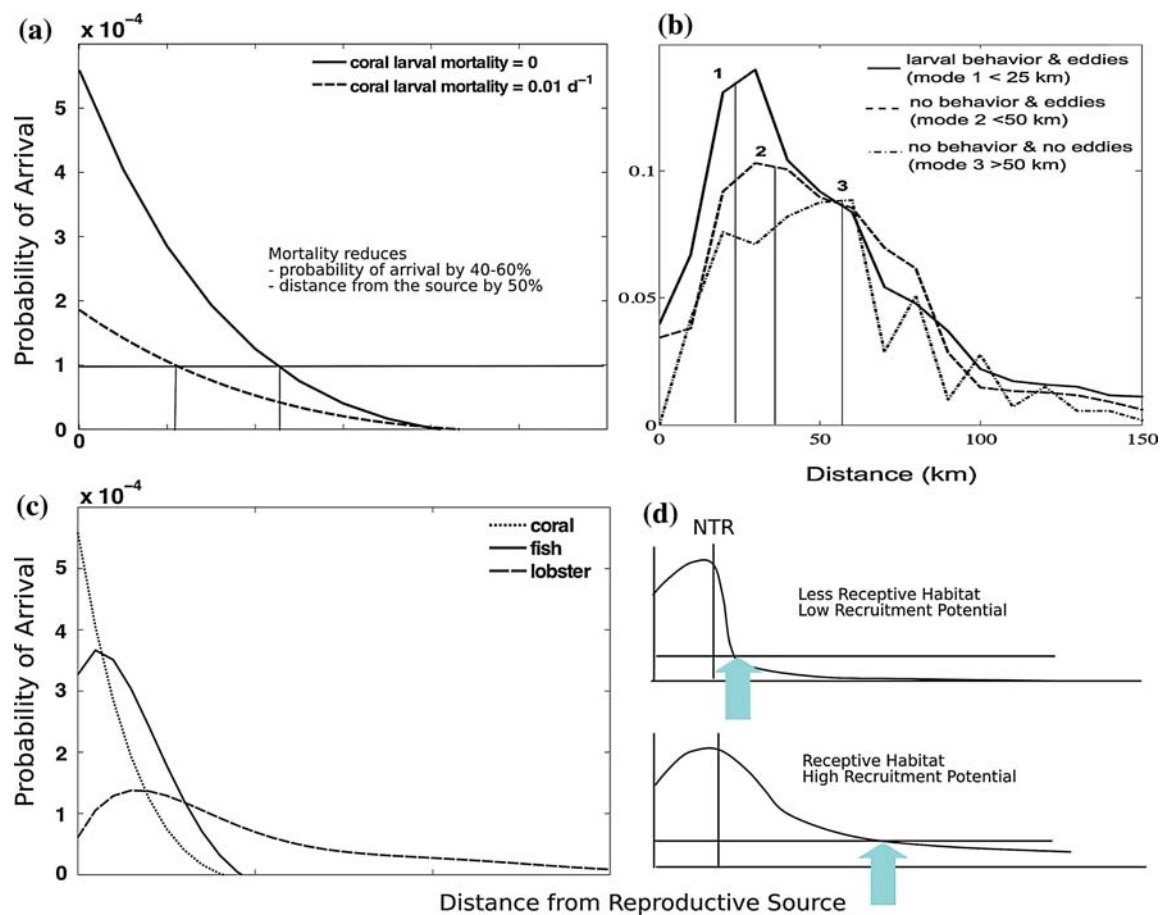 (a)
x 10⁻⁴
5
4
3
2
1
0
0
Probability of Arrival
coral larval mortality = 0
coral larval mortality = 0.01 d⁻¹
Mortality reduces
- probability of arrival by 40-60%
- distance from the source by 50%
(b)
larval behavior & eddies
(mode 1 < 25 km)
no behavior & eddies
(mode 2 <50 km)
no behavior & no eddies
(mode 3 >50 km)
1
2
3
0.1
0.05
0
0
50
100
150
Distance (km)
(c)
x 10⁻⁴
5
4
3
2
1
0
Probability of Arrival
coral
fish
lobster
(d)
NTR
Less Receptive Habitat
Low Recruitment Potential
Receptive Habitat
High Recruitment Potential
Distance from Reproductive Source